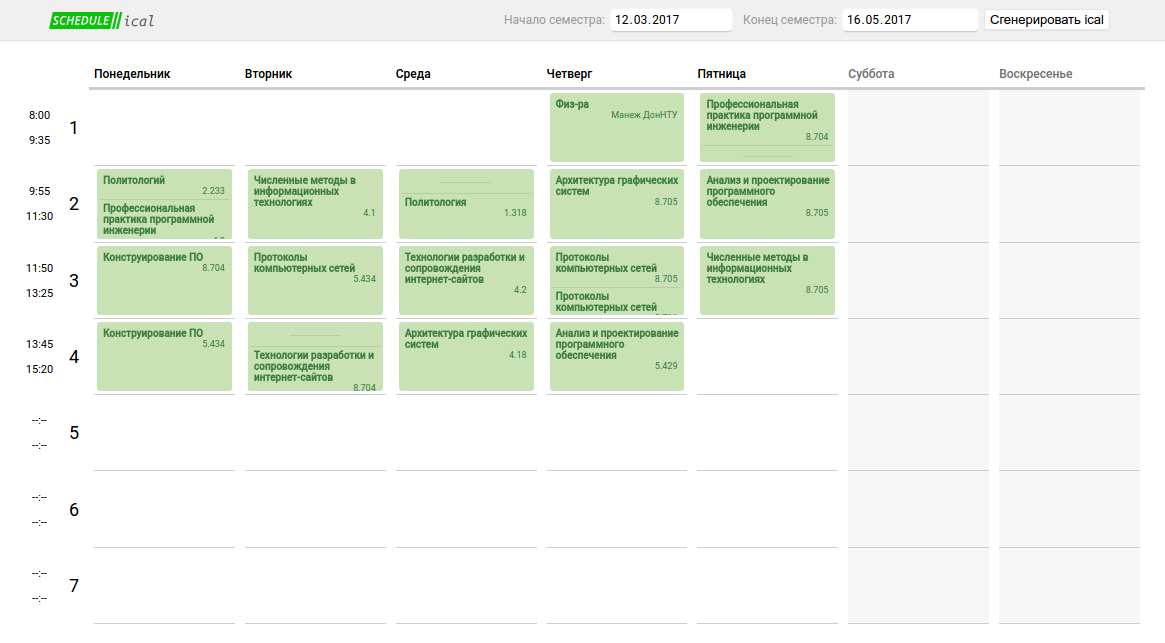 SCHEDULE // ical
Начало семестра: 12.03.2017 Конец семестра: 16.05.2017 Сгенерировать ical
Понедельник Вторник Среда Четверг Пятница Суббота Воскресенье
8:00
9:35
1
Физ-ра
Манеж ДонНТУ
Профессиональная
практика программной
инженерии
8.704
9:55
11:30
2
Политологий
2.233
Профессиональная
практика программной
инженерии
Численные методы в
информационных
технологиях
4.1
Политология
1.318
Архитектура графических
систем
8.705
Анализ и проектирование
программного
обеспечения
8.705
11:50
13:25
3
Конструирование ПО
8.704
Протоколы
компьютерных сетей
5.434
Технологии разработки и
сопровождения
интернет-сайтов
4.2
Протоколы
компьютерных сетей
8.705
Протоколы
компьютерных сетей
Численные методы в
информационных
технологиях
8.705
13:45
15:20
4
Конструирование ПО
5.434
Технологии разработки и
сопровождения
интернет-сайтов
8.704
Архитектура графических
систем
4.18
Анализ и проектирование
программного
обеспечения
5.429
--:--
--:--
5
--:--
--:--
6
--:--
--:--
7